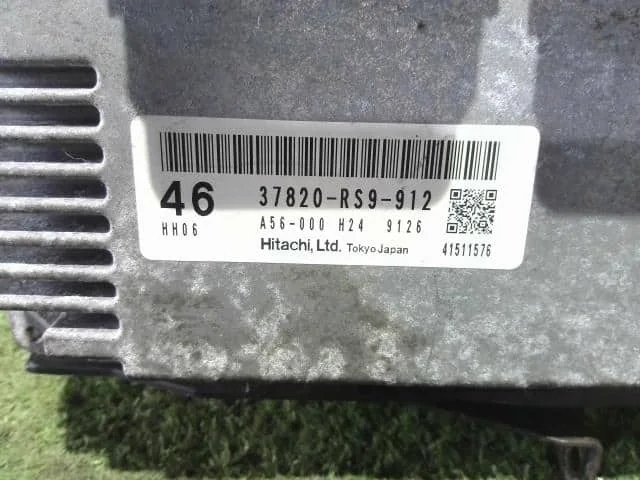 46 37820-RS9-912
HH06 A56-000 H24 9126
Hitachi, Ltd. Tokyo Japan 41511576